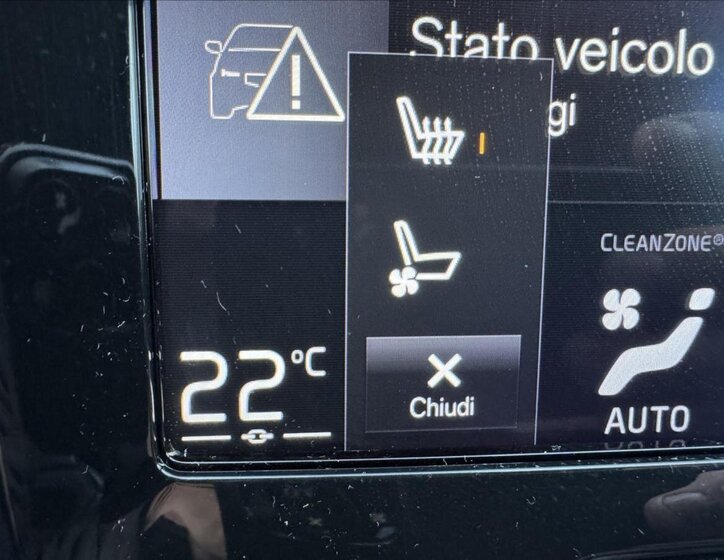 Stato veicolo
gi
CLEANZONE®
22°C
Chiudi
AUTO